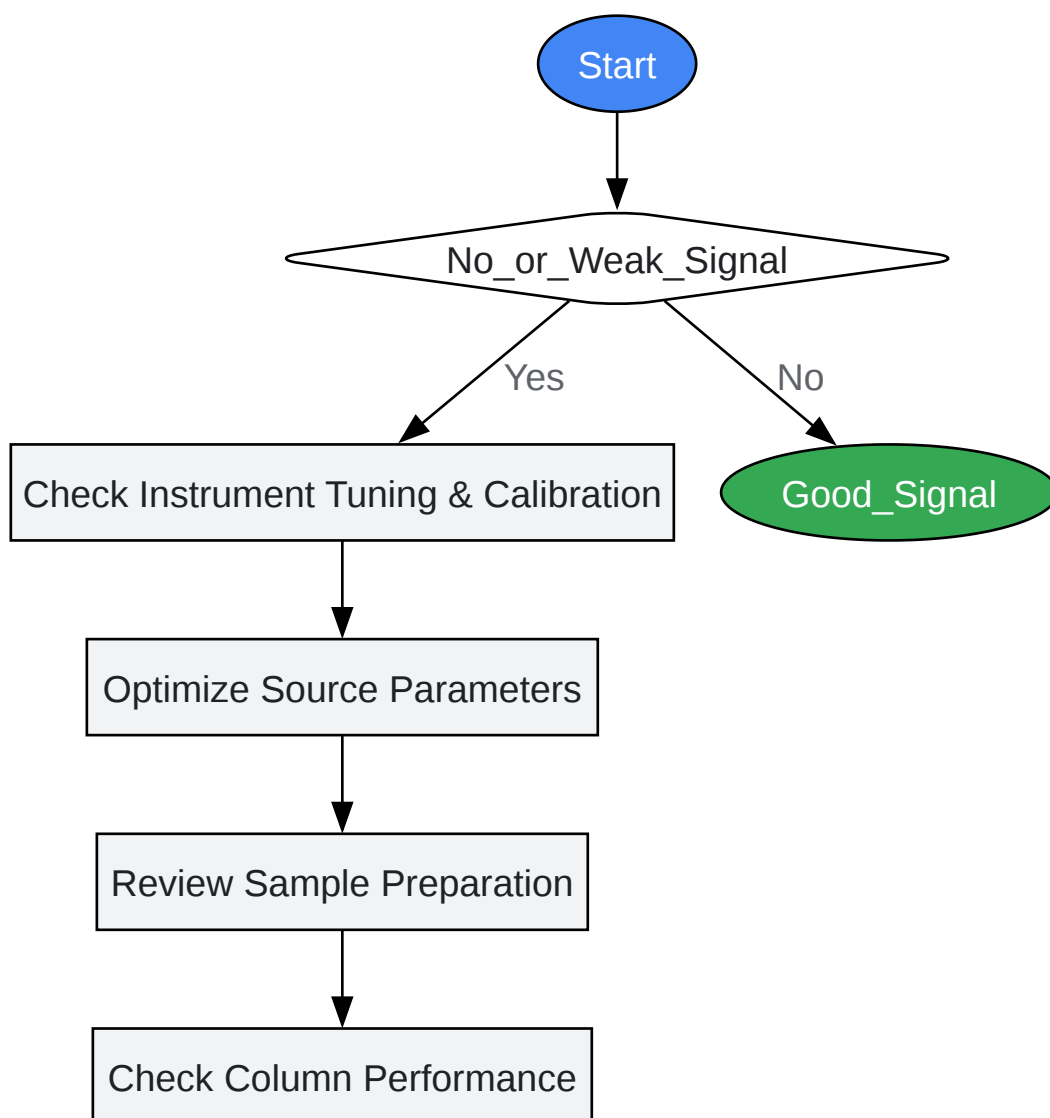 Start
No_or_Weak_Signal
Yes
No
Check Instrument Tuning & Calibration
Good_Signal
Optimize Source Parameters
Review Sample Preparation
Check Column Performance